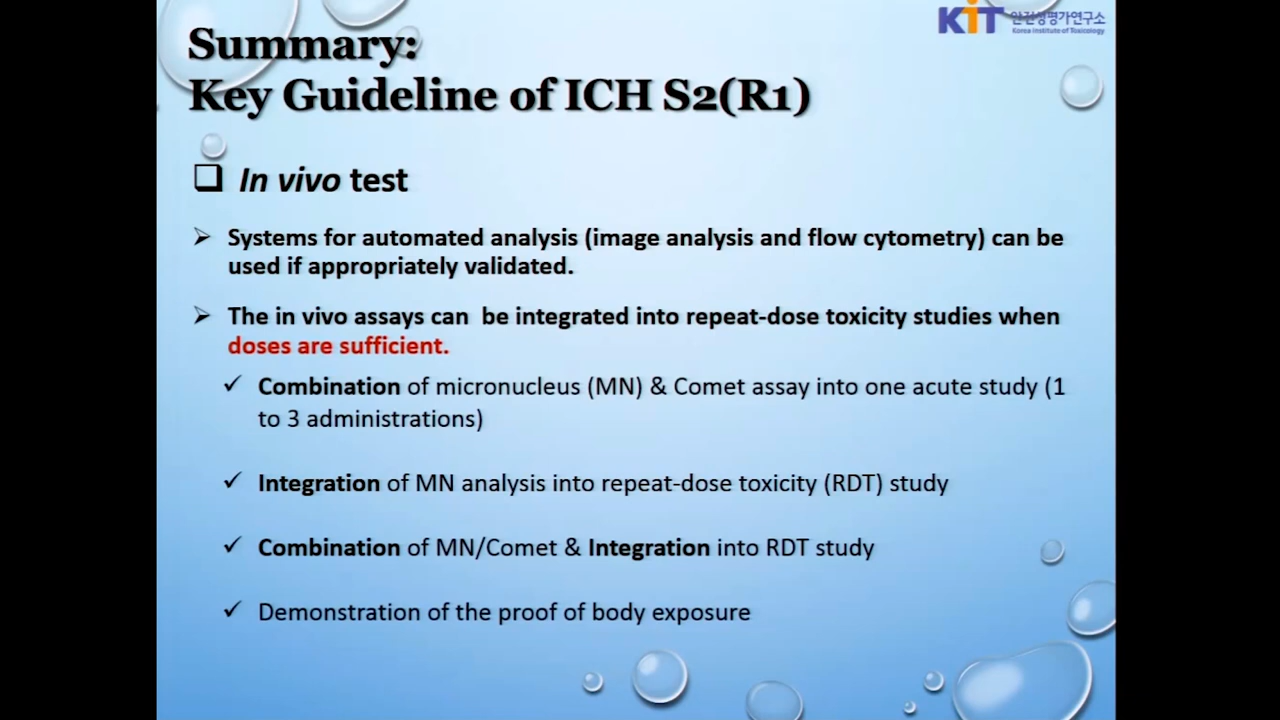 KIT 안전성평가연구소
Korea Institute of Toxicology
Summary:
Key Guideline of ICH S2(R1)
In vivo test
Systems for automated analysis (image analysis and flow cytometry) can be
used if appropriately validated.
The in vivo assays can be integrated into repeat-dose toxicity studies when
doses are sufficient.
Combination of micronucleus (MN) & Comet assay into one acute study (1
to 3 administrations)
Integration of MN analysis into repeat-dose toxicity (RDT) study
Combination of MN/Comet & Integration into RDT study
Demonstration of the proof of body exposure